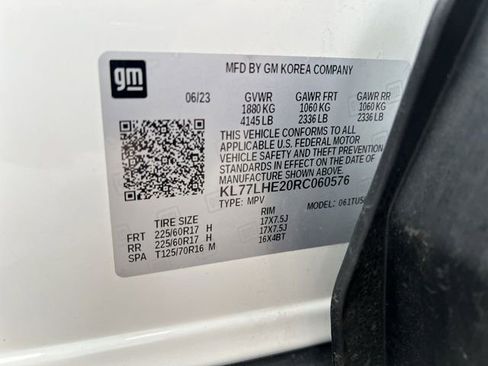 gm
MFD BY GM KOREA COMPANY
06/23 GVWR GAWR FRT GAWR RR
1880 KG 1060 KG 1060 KG
4145 LB 2336 LB 2336 LB
THIS VEHICLE CONFORMS TO ALL
APPLICABLE U.S. FEDERAL MOTOR
VEHICLE SAFETY AND THEFT PREVENTION
STANDARDS IN EFFECT ON THE DATE OF
MANUFACTURE SHOWN ABOVE.
KL77LHE20RC060576
TYPE: MPV MODEL:
TIRE SIZE RIM
FRT 225/60R17 H 17X7.5J
RR 225/60R17 H 17X7.5J
SPA T125/70R16 M 16X4BT